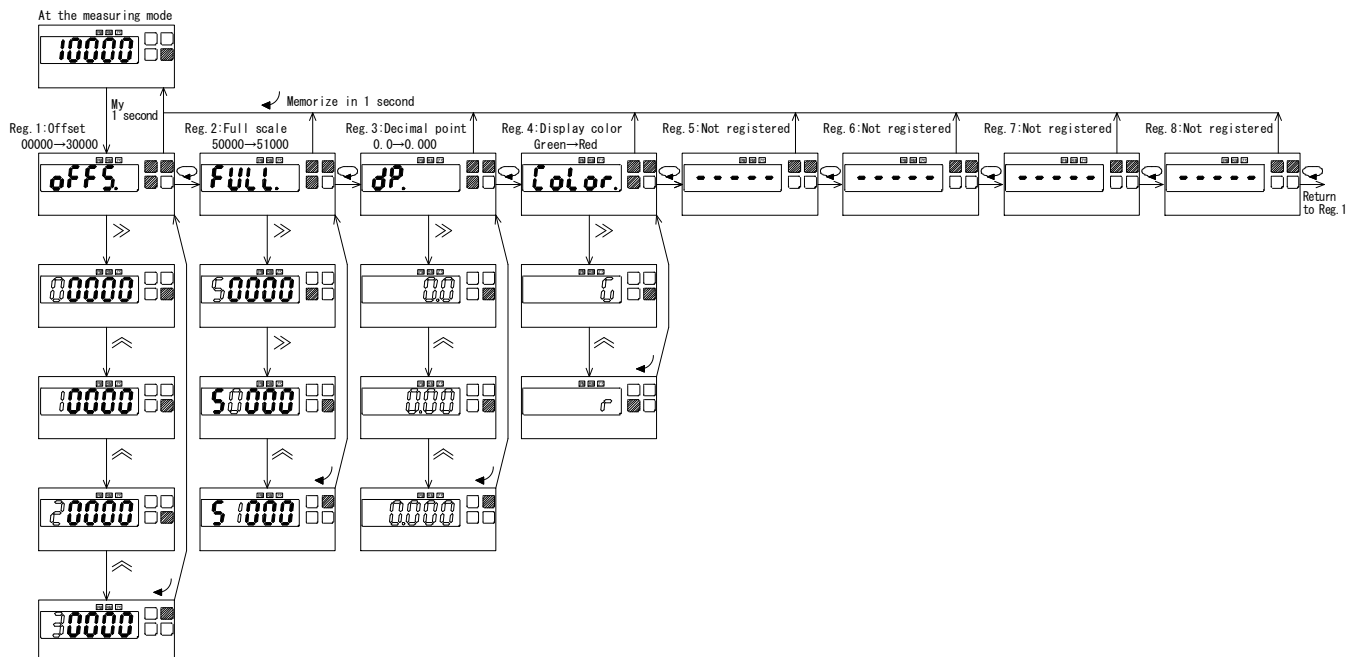 At the measuring mode
10000
My
1 second
Memorize in 1 second
Reg.1:Offset
00000→30000
Reg.2:Full scale
50000→51000
Reg.3:Decimal point
0.0→0.000
Reg.4:Display color
Green→Red
Reg.5:Not registered
Reg.6:Not registered
Reg.7:Not registered
Reg.8:Not registered
oFFS.
FULL.
dP.
CoLor.
-----
-----
-----
-----
Return
to Reg.1
00000
50000
0.0
G
10000
50000
0.00
r
20000
51000
0.000
30000